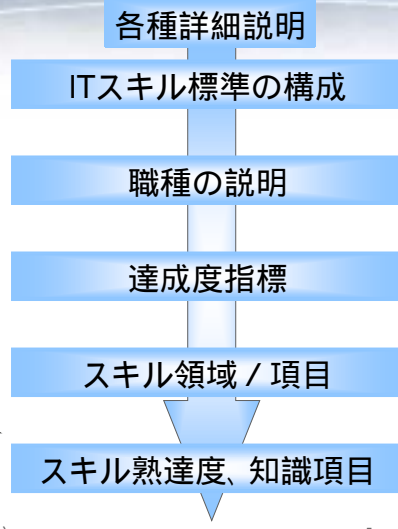 各種詳細説明
ITスキル標準の構成
職種の説明
達成度指標
スキル領域 / 項目
スキル熟達度、知識項目